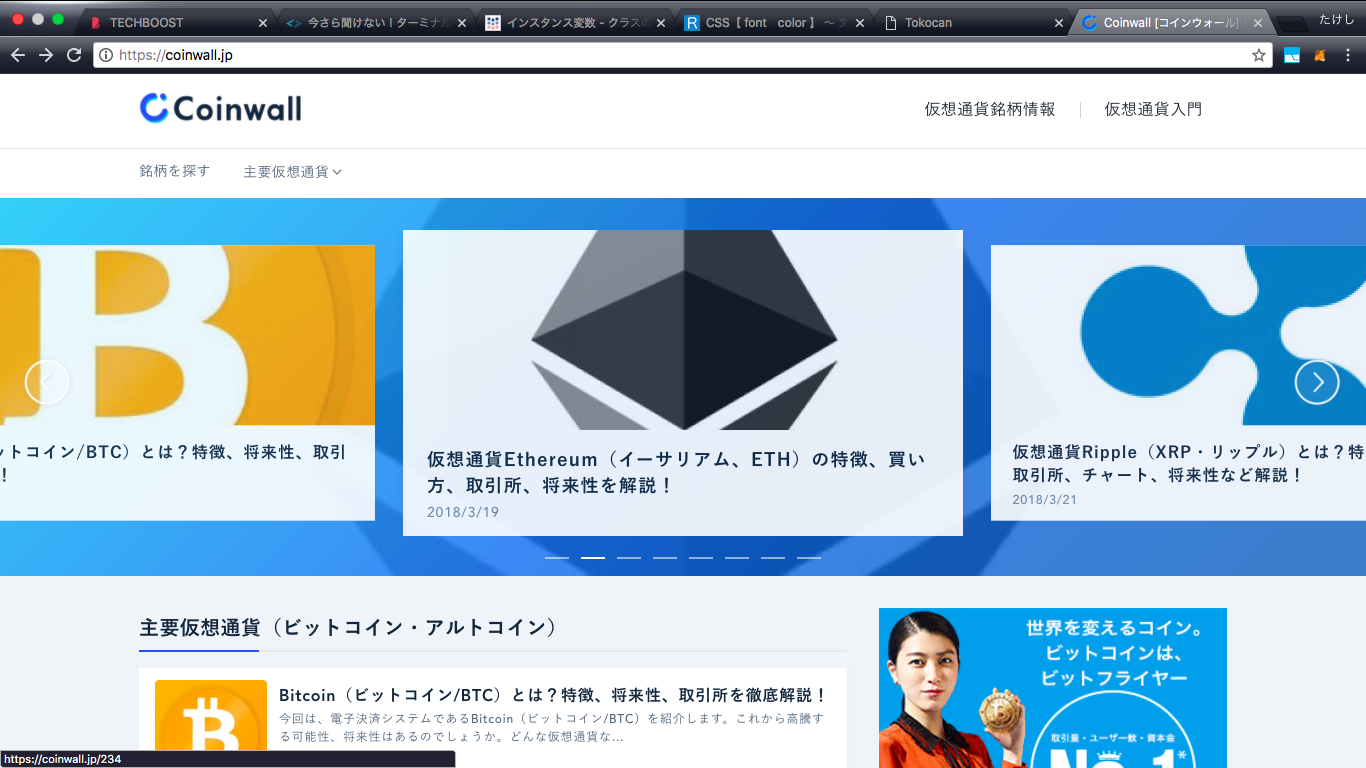 TECHBOOST
今さら聞けない！ターミナル
インスタンス変数 - クラスの
CSS【 font color 】 ～ 文
Tokocan
Coinwall [コインウォール]
たけし
https://coinwall.jp
Coinwall
仮想通貨銘柄情報
仮想通貨入門
銘柄を探す
主要仮想通貨
ットコイン/BTC）とは？特徴、将来性、取引
！
仮想通貨Ethereum（イーサリアム、ETH）の特徴、買い
方、取引所、将来性を解説！
2018/3/19
仮想通貨Ripple（XRP・リップル）とは？特
取引所、チャート、将来性など解説！
2018/3/21
主要仮想通貨（ビットコイン・アルトコイン）
Bitcoin（ビットコイン/BTC）とは？特徴、将来性、取引所を徹底解説！
今回は、電子決済システムであるBitcoin（ビットコイン/BTC）を紹介します。これから高騰す
る可能性、将来性はあるのでしょうか。どんな仮想通貨な...
世界を変えるコイン。
ビットコインは、
ビットフライヤー
取引量・ユーザー数・資本金
No.1*
https://coinwall.jp/234